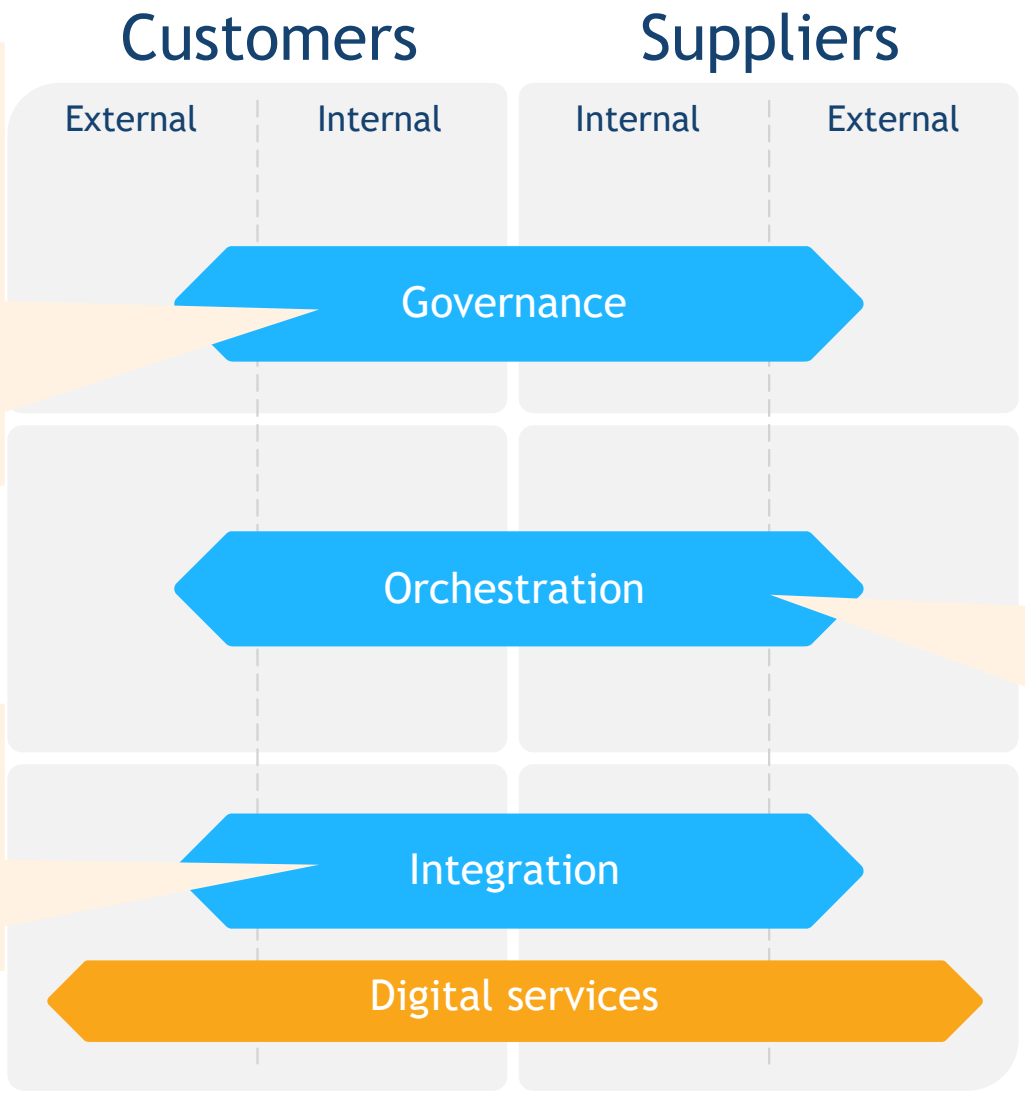 Customers
Suppliers
External
Internal
Internal
External
Governance
Orchestration
Integration
Digital services